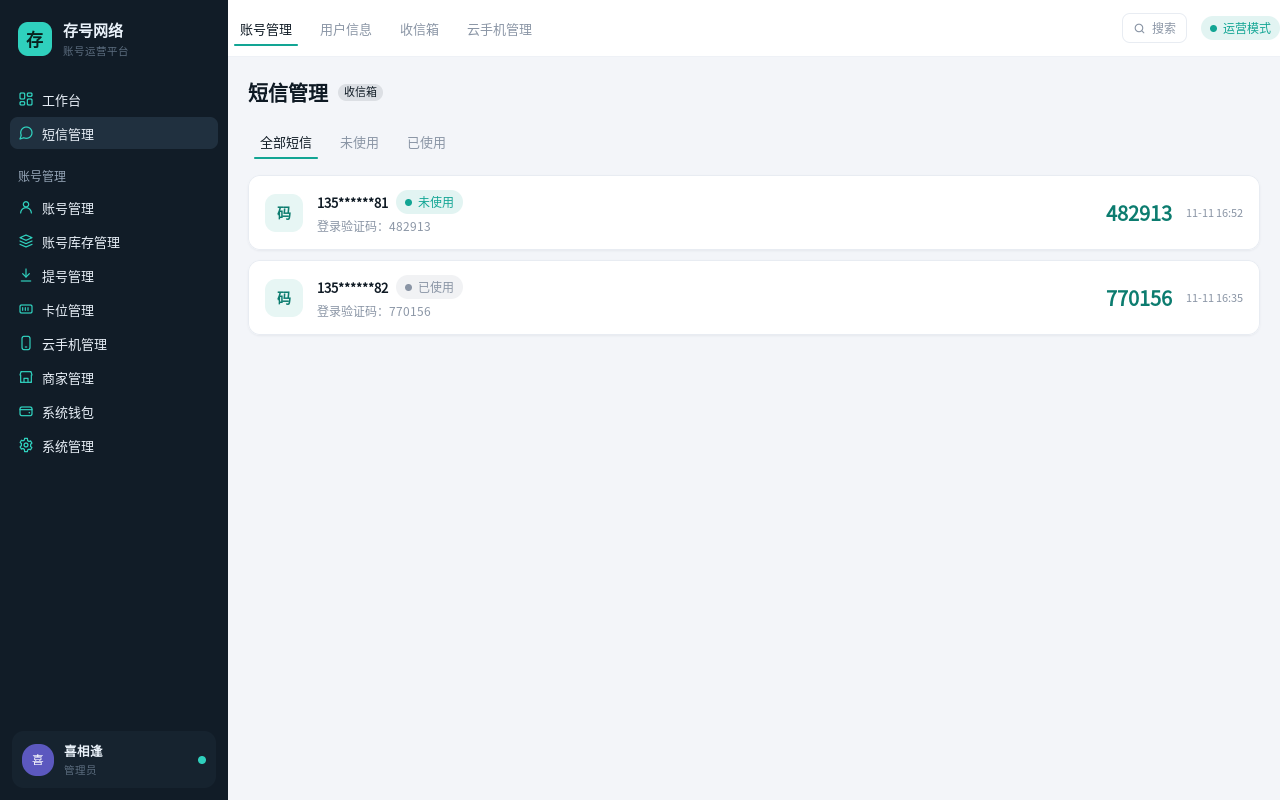 存
存号网络
账号运营平台
工作台
短信管理
账号管理
账号管理
账号库存管理
提号管理
卡位管理
云手机管理
商家管理
系统钱包
系统管理
喜
喜相逢
管理员
账号管理 用户信息 收信箱 云手机管理
搜索
运营模式
短信管理 收信箱
全部短信 未使用 已使用
码
135******81 未使用
登录验证码：482913
482913 11-11 16:52
码
135******82 已使用
登录验证码：770156
770156 11-11 16:35